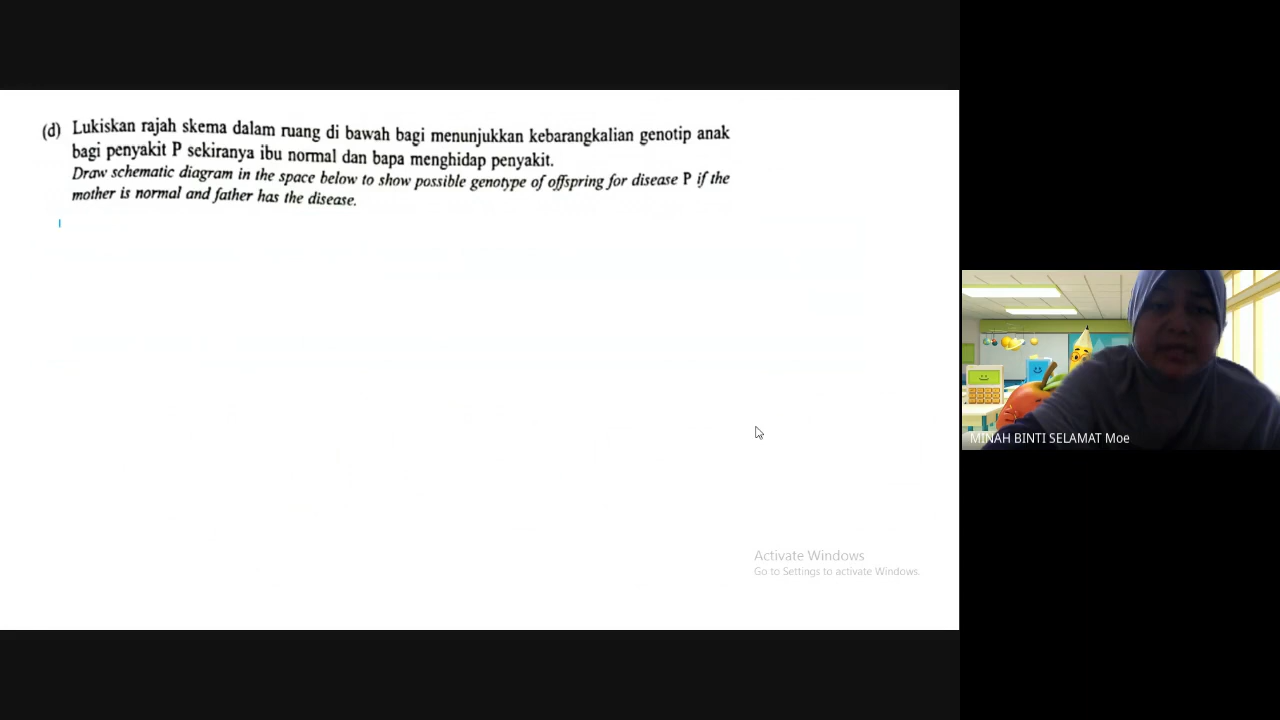 (d) Lukiskan rajah skema dalam ruang di bawah bagi menunjukkan kebarangkalian genotip anak
bagi penyakit P sekiranya ibu normal dan bapa menghidap penyakit.
Draw schematic diagram in the space below to show possible genotype of offspring for disease P if the
mother is normal and father has the disease.
MINAH BINTI SELAMAT Moe
Activate Windows
Go to Settings to activate Windows.